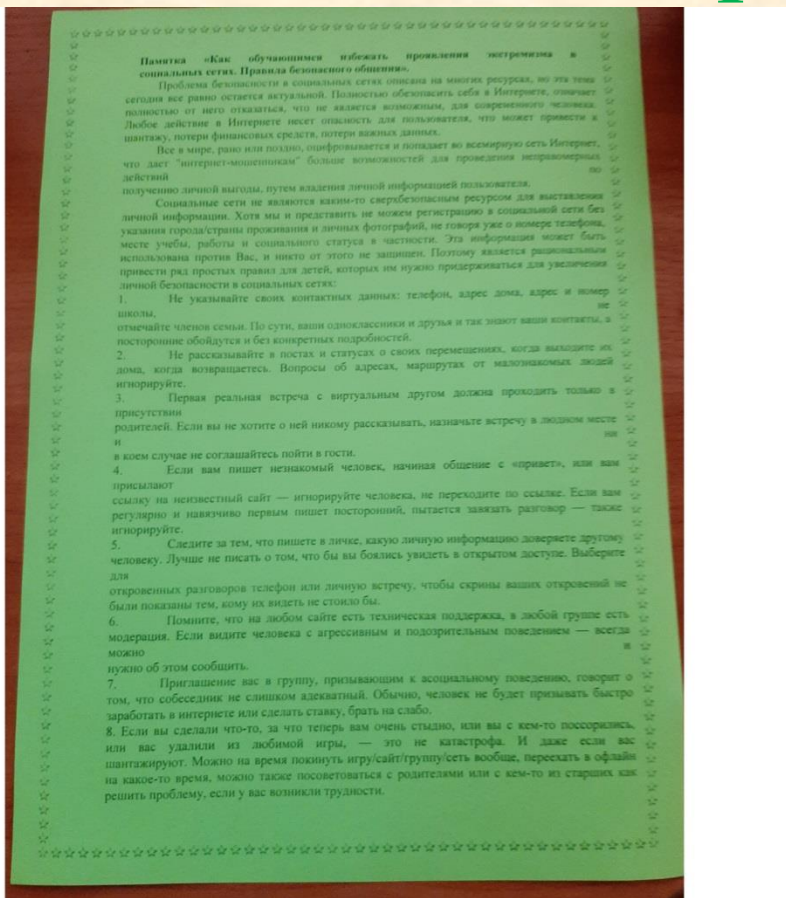 Памятка «Как обучающимся избежать проявления экстремизма в
социальных сетях. Правила безопасного общения».
Проблема безопасности в социальных сетях описана на многих ресурсах, но эта тема
сегодня все равно остается актуальной. Полностью обезопасить себя в Интернете, означает
полностью от него отказаться, что не является возможным, для современного человека.
Любое действие в Интернете несет опасность для пользователя, что может привести к
шантажу, потери финансовых средств, потери важных данных.
Все в мире, рано или поздно, оцифровывается и попадает во всемирную сеть Интернет,
что дает "интернет-мошенникам" больше возможностей для проведения неправомерных
действий по
получению личной выгоды, путем владения личной информацией пользователя.
Социальные сети не являются каким-то сверхбезопасным ресурсом для выставления
личной информации. Хотя мы и представить не можем регистрацию в социальной сети без
указания города/страны проживания и личных фотографий, не говоря уже о номере телефона,
месте учебы, работы и социального статуса в частности. Эта информация может быть
использована против Вас, и никто от этого не защищен. Поэтому является рациональным
привести ряд простых правил для детей, которых им нужно придерживаться для увеличения
личной безопасности в социальных сетях:
1. Не указывайте своих контактных данных: телефон, адрес дома, адрес и номер
школы, не
отмечайте членов семьи. По сути, ваши одноклассники и друзья и так знают ваши контакты, а
посторонние обойдутся и без конкретных подробностей.
2. Не рассказывайте в постах и статусах о своих перемещениях, когда выходите из
дома, когда возвращаетесь. Вопросы об адресах, маршрутах от малознакомых людей
игнорируйте.
3. Первая реальная встреча с виртуальным другом должна проходить только в
присутствии
родителей. Если вы не хотите о ней никому рассказывать, назначьте встречу в людном месте
и ни
в коем случае не соглашайтесь пойти в гости.
4. Если вам пишет незнакомый человек, начиная общение с «привет», или вам
присылают
ссылку на неизвестный сайт — игнорируйте человека, не переходите по ссылке. Если вам
регулярно и навязчиво первым пишет посторонний, пытается завязать разговор — также
игнорируйте.
5. Следите за тем, что пишете в личке, какую личную информацию доверяете другому
человеку. Лучше не писать о том, что бы вы боялись увидеть в открытом доступе. Выберите
для
откровенных разговоров телефон или личную встречу, чтобы скрины ваших откровений не
были показаны тем, кому их видеть не стоило бы.
6. Помните, что на любом сайте есть техническая поддержка, в любой группе есть
модерация. Если видите человека с агрессивным и подозрительным поведением — всегда
можно и
нужно об этом сообщить.
7. Приглашение вас в группу, призывающим к асоциальному поведению, говорит о
том, что собеседник не слишком адекватный. Обычно, человек не будет призывать быстро
заработать в интернете или сделать ставку, брать на слабо.
8. Если вы сделали что-то, за что теперь вам очень стыдно, или вы с кем-то поссорились,
или вас удалили из любимой игры, — это не катастрофа. И даже если вас
шантажируют. Можно на время покинуть игру/сайт/группу/сеть вообще, переехать в офлайн
на какое-то время, можно также посоветоваться с родителями или с кем-то из старших как
решить проблему, если у вас возникли трудности.